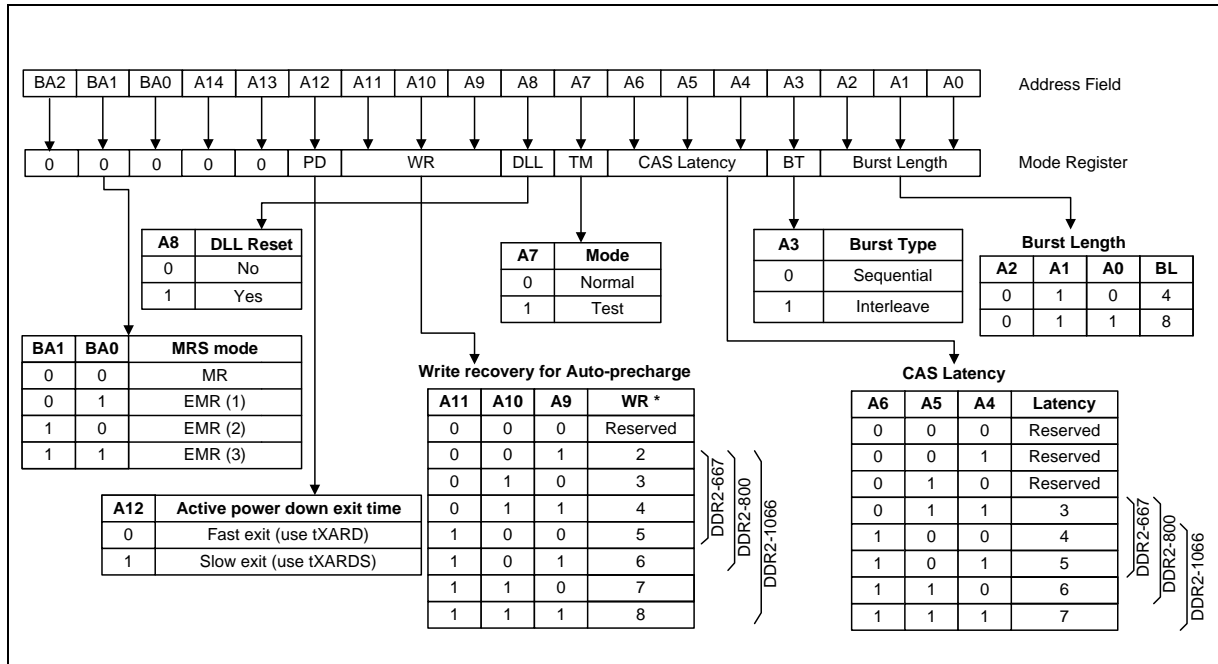 BA2 BA1 BA0 A14 A13 A12 A11 A10 A9 A8 A7 A6 A5 A4 A3 A2 A1 A0 Address Field
0 0 0 0 0 PD WR DLL TM CAS Latency BT Burst Length Mode Register
A8 DLL Reset
0 No
1 Yes
A7 Mode
0 Normal
1 Test
A3 Burst Type
0 Sequential
1 Interleave
Burst Length
A2 A1 A0 BL
0 1 0 4
0 1 1 8
BA1 BA0 MRS mode
0 0 MR
0 1 EMR (1)
1 0 EMR (2)
1 1 EMR (3)
A12 Active power down exit time
0 Fast exit (use tXARD)
1 Slow exit (use tXARDS)
Write recovery for Auto-precharge
A11 A10 A9 WR *
0 0 0 Reserved
0 0 1 2
0 1 0 3
0 1 1 4
1 0 0 5
1 0 1 6
1 1 0 7
1 1 1 8
DDR2-667
DDR2-800
DDR2-1066
CAS Latency
A6 A5 A4 Latency
0 0 0 Reserved
0 0 1 Reserved
0 1 0 Reserved
0 1 1 3
1 0 0 4
1 0 1 5
1 1 0 6
1 1 1 7
DDR2-667
DDR2-800
DDR2-1066